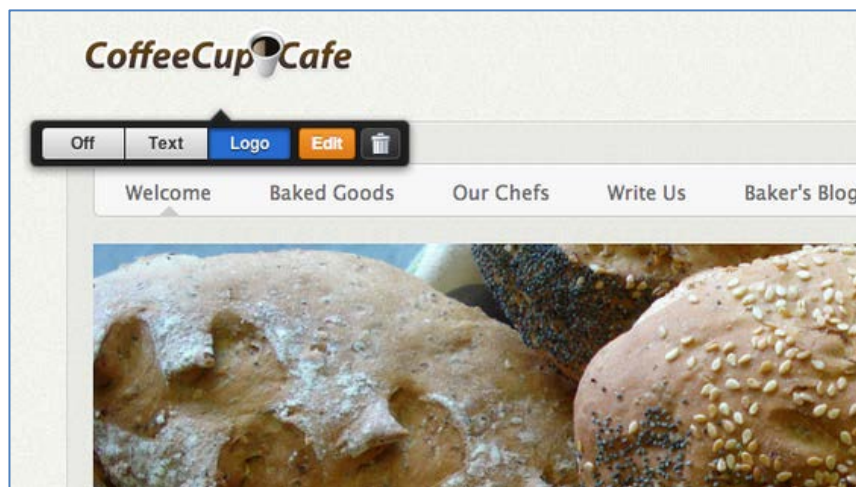 CoffeeCup Cafe
Off Text Logo Edit
Welcome Baked Goods Our Chefs Write Us Baker's Blog